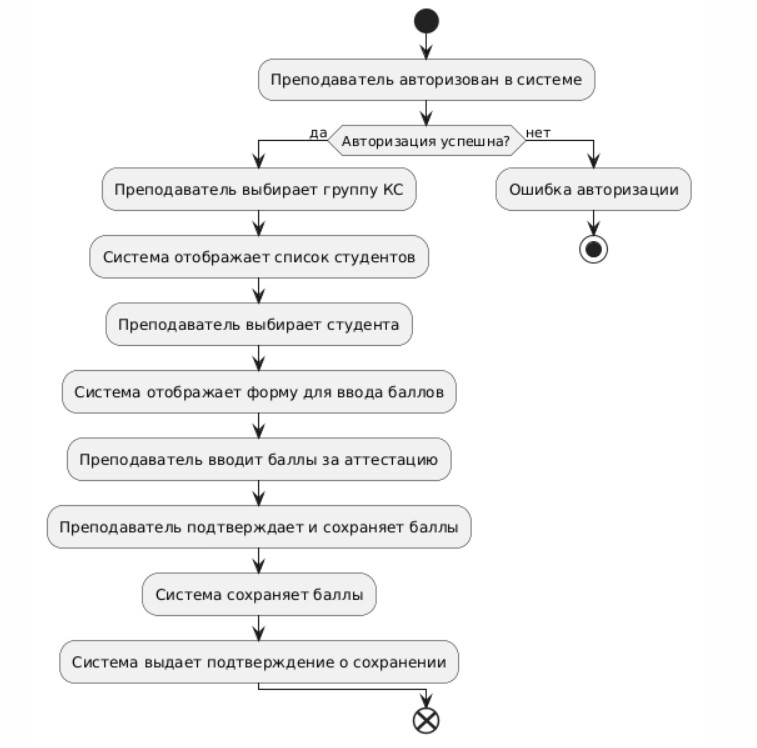 Преподаватель авторизован в системе
да
Авторизация успешна?
нет
Преподаватель выбирает группу КС
Ошибка авторизации
Система отображает список студентов
Преподаватель выбирает студента
Система отображает форму для ввода баллов
Преподаватель вводит баллы за аттестацию
Преподаватель подтверждает и сохраняет баллы
Система сохраняет баллы
Система выдает подтверждение о сохранении